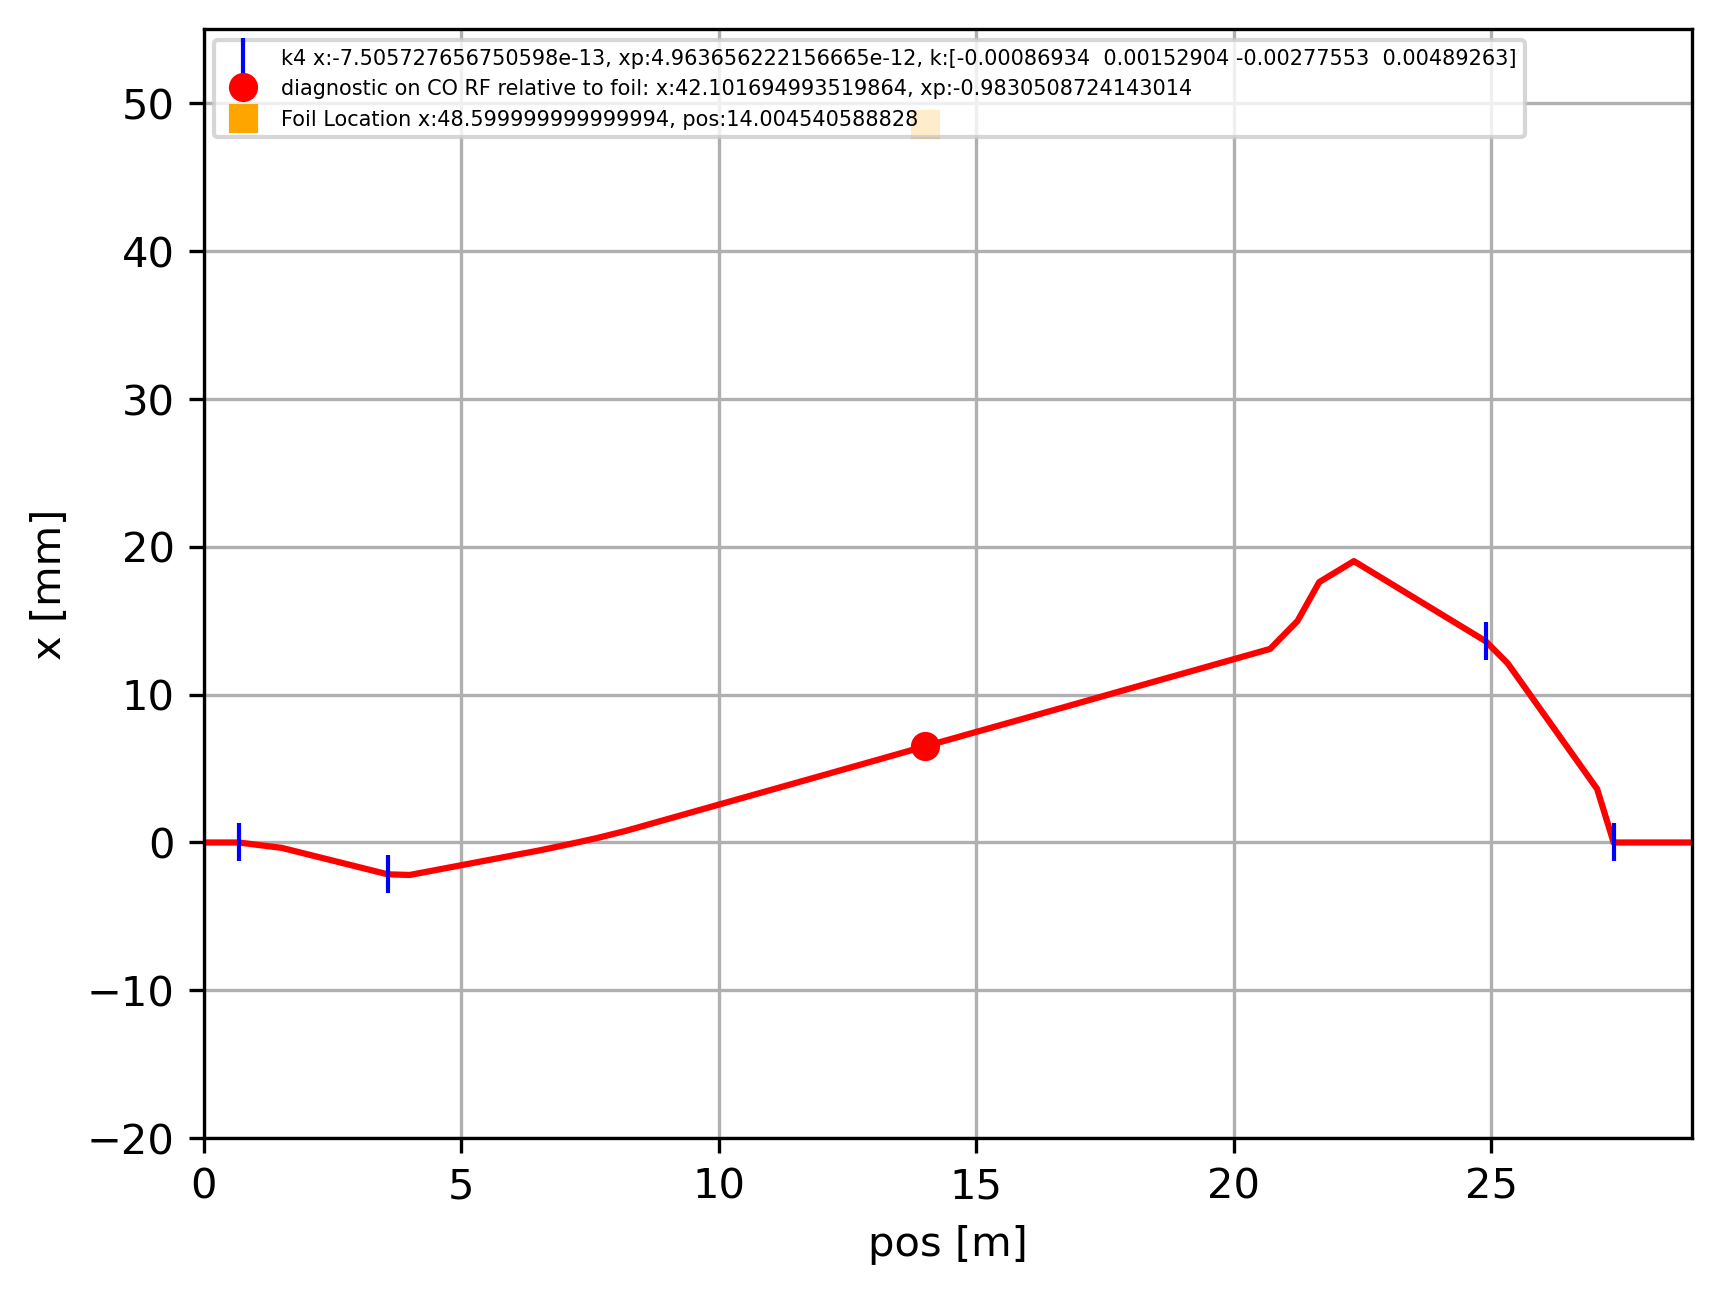 k4 x:-7.505727656750598e-13, xp:4.963656222156665e-12, k:[-0.00086934  0.00152904 -0.00277553  0.00489263]
diagnostic on CO RF relative to foil: x:42.101694993519864, xp:-0.9830508724143014
Foil Location x:48.599999999999994, pos:14.004540588828
50
40
30
20
10
0
−10
−20
x [mm]
0 5 10 15 20 25
pos [m]